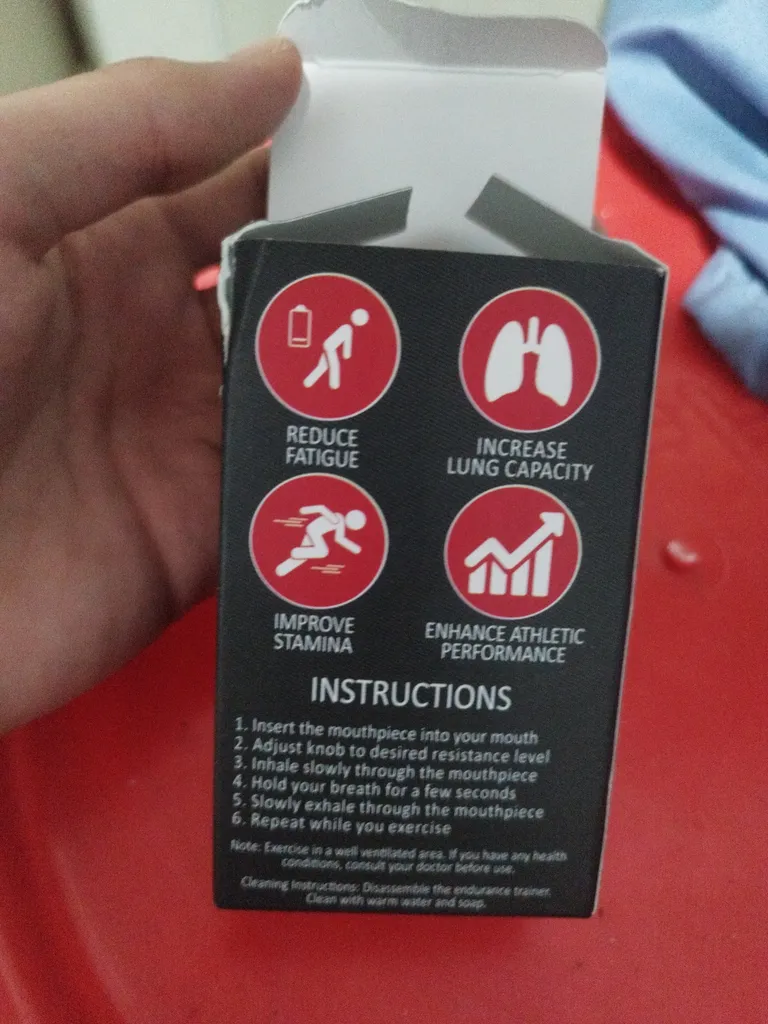 REDUCE
FATIGUE
INCREASE
LUNG CAPACITY
IMPROVE
STAMINA
ENHANCE ATHLETIC
PERFORMANCE
INSTRUCTIONS
1. Insert the mouthpiece into your mouth
2. Adjust knob to desired resistance level
3. Inhale slowly through the mouthpiece
4. Hold your breath for a few seconds
5. Slowly exhale through the mouthpiece
6. Repeat while you exercise
Note: Exercise in a well ventilated area. If you have any health
conditions, consult your doctor before use.
Cleaning Instructions: Disassemble the endurance trainer.
Clean with warm water and soap.